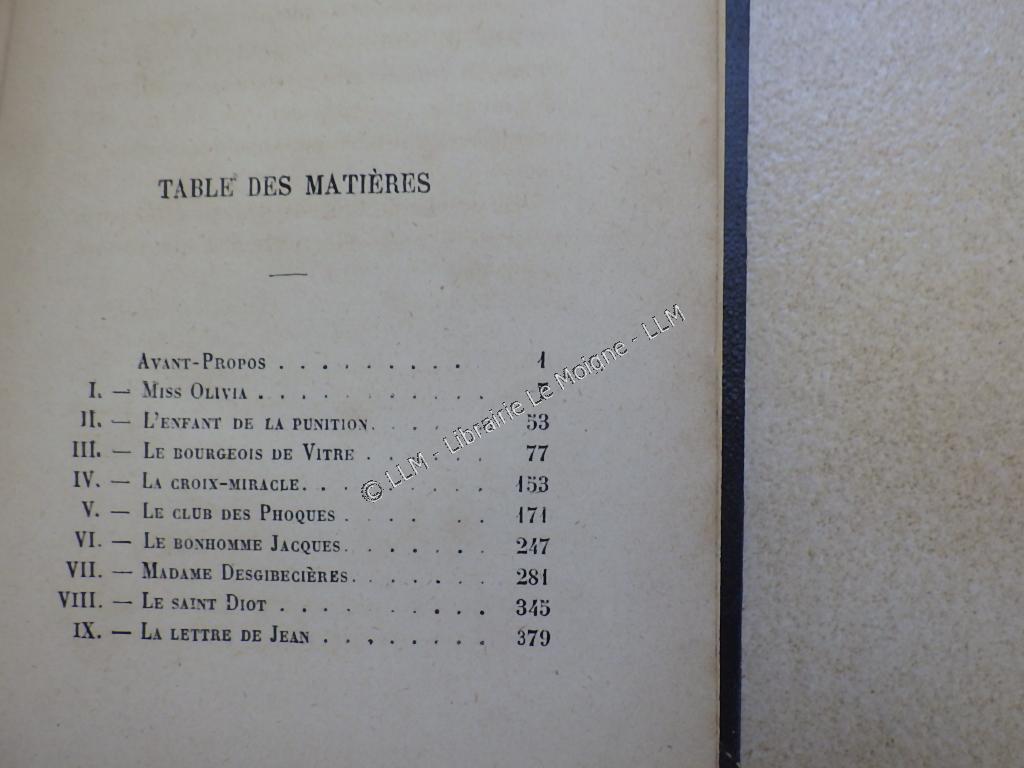 TABLE DES MATIÈRES
AVANT-PROPOS . . . . . . . . . 1
I. — MISS OLIVIA . . . . . . . . . . .
II. — L'ENFANT DE LA PUNITION. . . . . 53
III. — LE BOURGEOIS DE VITRE . . . . . . 77
IV. — LA CROIX-MIRACLE. . . . . . . . . 153
V. — LE CLUB DES PHOQUES . . . . . . 171
VI. — LE BONHOMME JACQUES. . . . . . . 247
VII. — MADAME DESGIBECIÈRES. . . . . . . 281
VIII. — LE SAINT DIOT . . . . . . . . . . 345
IX. — LA LETTRE DE JEAN . . . . . . . . 379
© LLM - Librairie Le Moigne - LLM